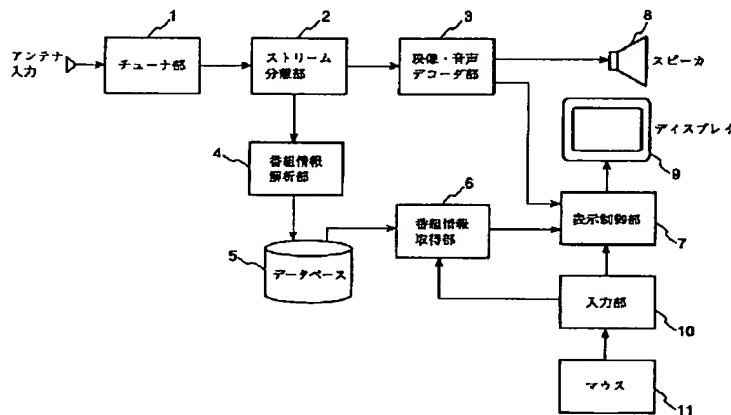 1
2
3
8
アンテナ
入力
チューナ部
ストリーム
分離部
映像・音声
デコーダ部
スピーカ
ディスプレイ
9
4
番組情報
解析部
6
番組情報
取得部
表示制御部
7
5
データベース
入力部
10
マウス
11